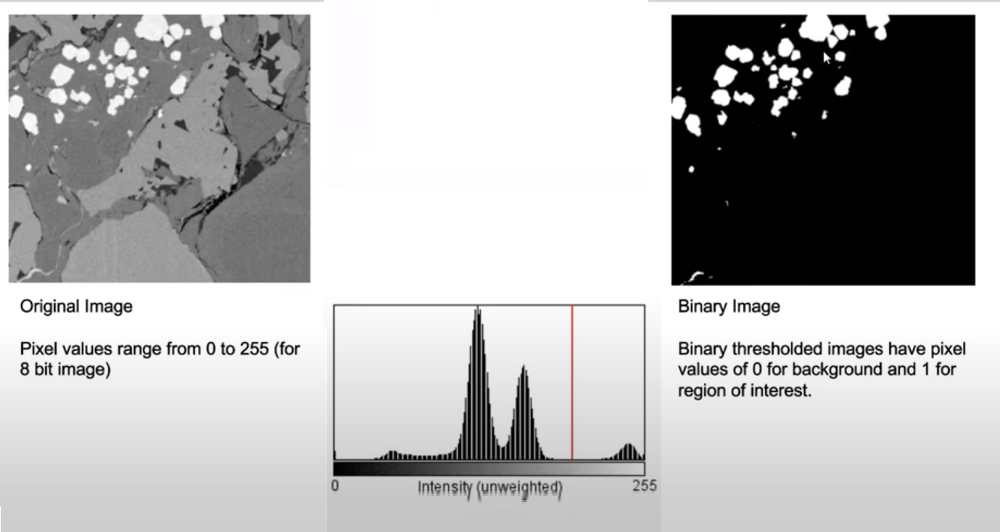 Original Image
Pixel values range from 0 to 255 (for
8 bit image)
0
Intensity (unweighted)
255
Binary Image
Binary thresholded images have pixel
values of 0 for background and 1 for
region of interest.